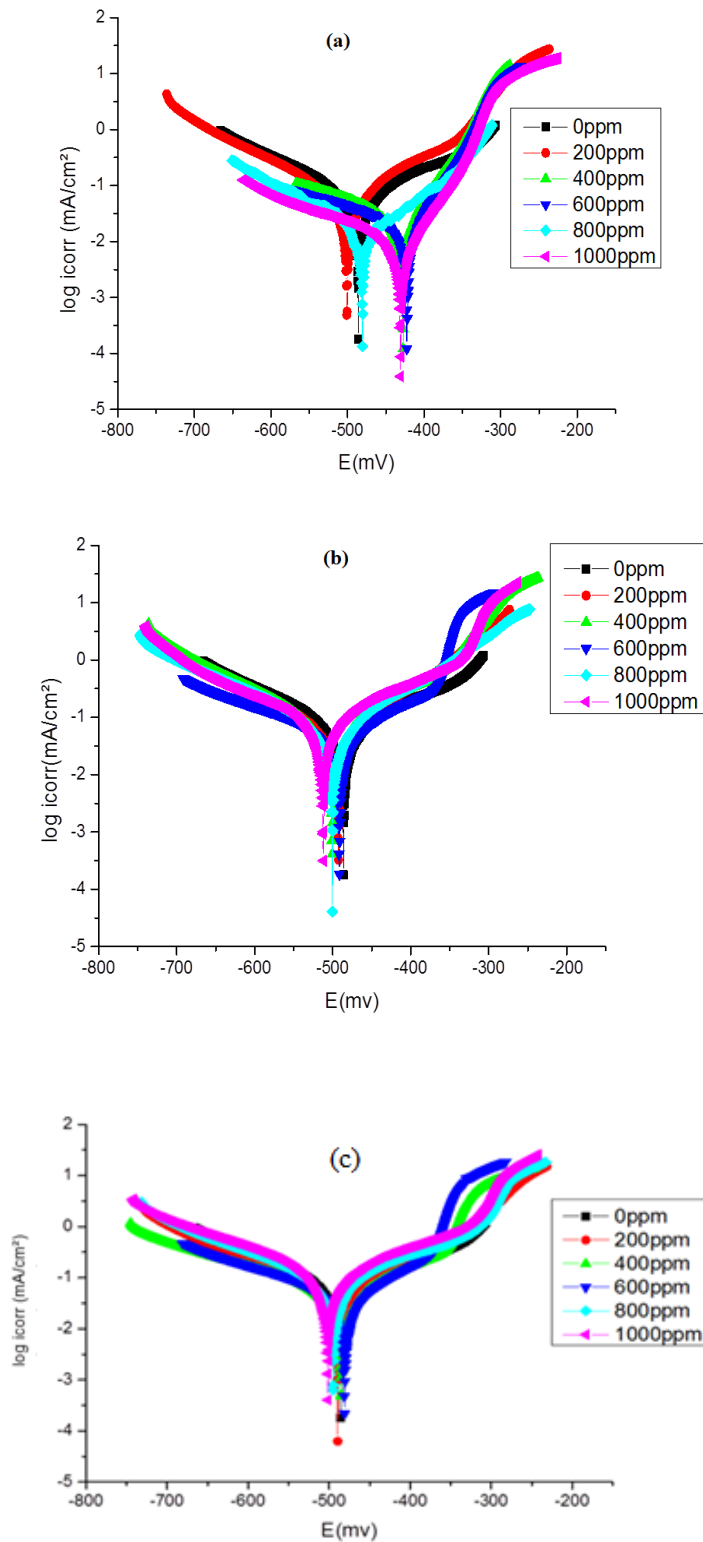 (a)
2
1
0
-1
-2
-3
-4
-5
log icorr (mA/cm²)
0ppm
200ppm
400ppm
600ppm
800ppm
1000ppm
-800 -700 -600 -500 -400 -300 -200
E(mV)
(b)
2
1
0
-1
-2
-3
-4
-5
log icorr(mA/cm²)
0ppm
200ppm
400ppm
600ppm
800ppm
1000ppm
-800 -700 -600 -500 -400 -300 -200
E(mv)
(c)
2
1
0
-1
-2
-3
-4
-5
log icorr (mA/cm²)
0ppm
200ppm
400ppm
600ppm
800ppm
1000ppm
-800 -700 -600 -500 -400 -300 -200
E(mv)